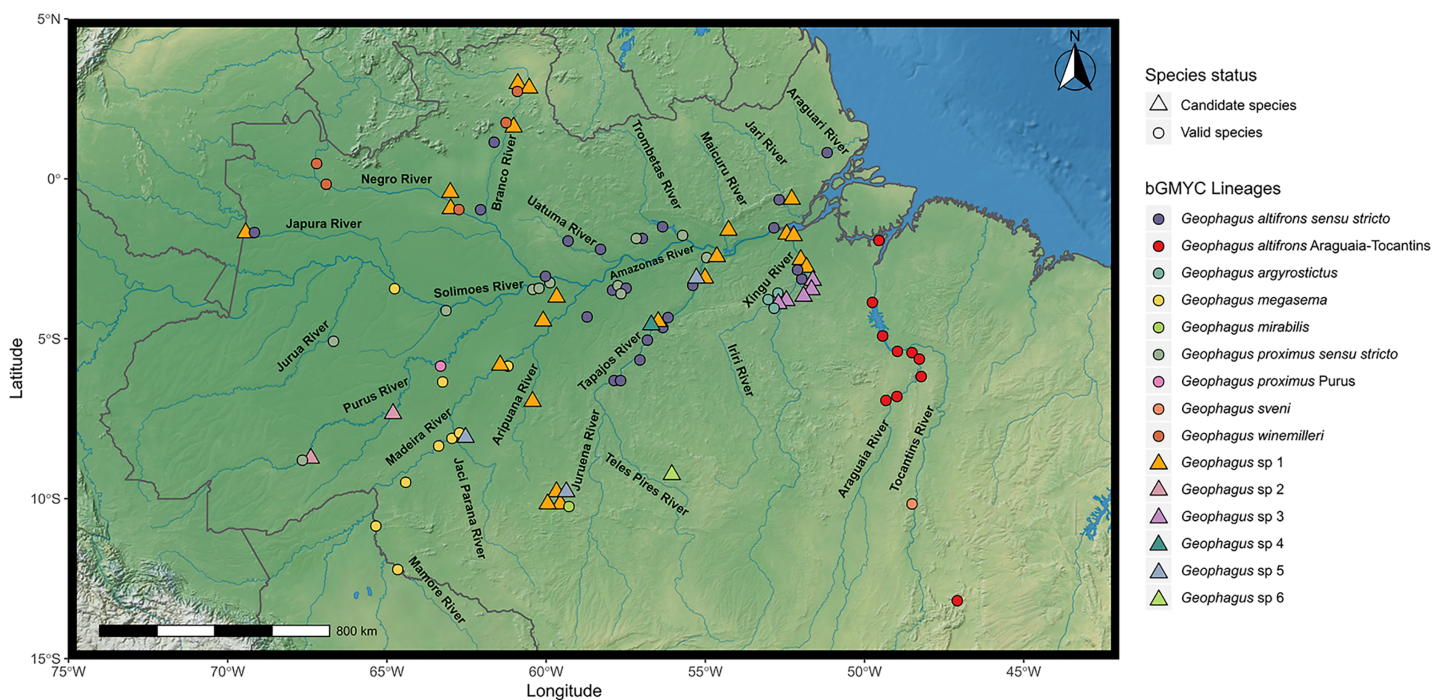 5°N
0°
5°S
10°S
15°S
75°W
70°W
65°W
60°W
55°W
50°W
45°W
Latitude
Longitude
N
800 km
Araguari River
Jari River
Maicuru River
Trombetas River
Branco River
Negro River
Uatuma River
Japura River
Amazonas River
Solimoes River
Xingu River
Jurua River
Iriri River
Tapajos River
Purus River
Aripuana River
Madeira River
Juruena River
Araguaia River
Tocantins River
Teles Pires River
Jaci Parana River
Mamore River
Species status
Candidate species
Valid species
bGMYC Lineages
Geophagus altifrons sensu stricto
Geophagus altifrons Araguaia-Tocantins
Geophagus argyrostictus
Geophagus megasema
Geophagus mirabilis
Geophagus proximus sensu stricto
Geophagus proximus Purus
Geophagus sveni
Geophagus winemilleri
Geophagus sp 1
Geophagus sp 2
Geophagus sp 3
Geophagus sp 4
Geophagus sp 5
Geophagus sp 6